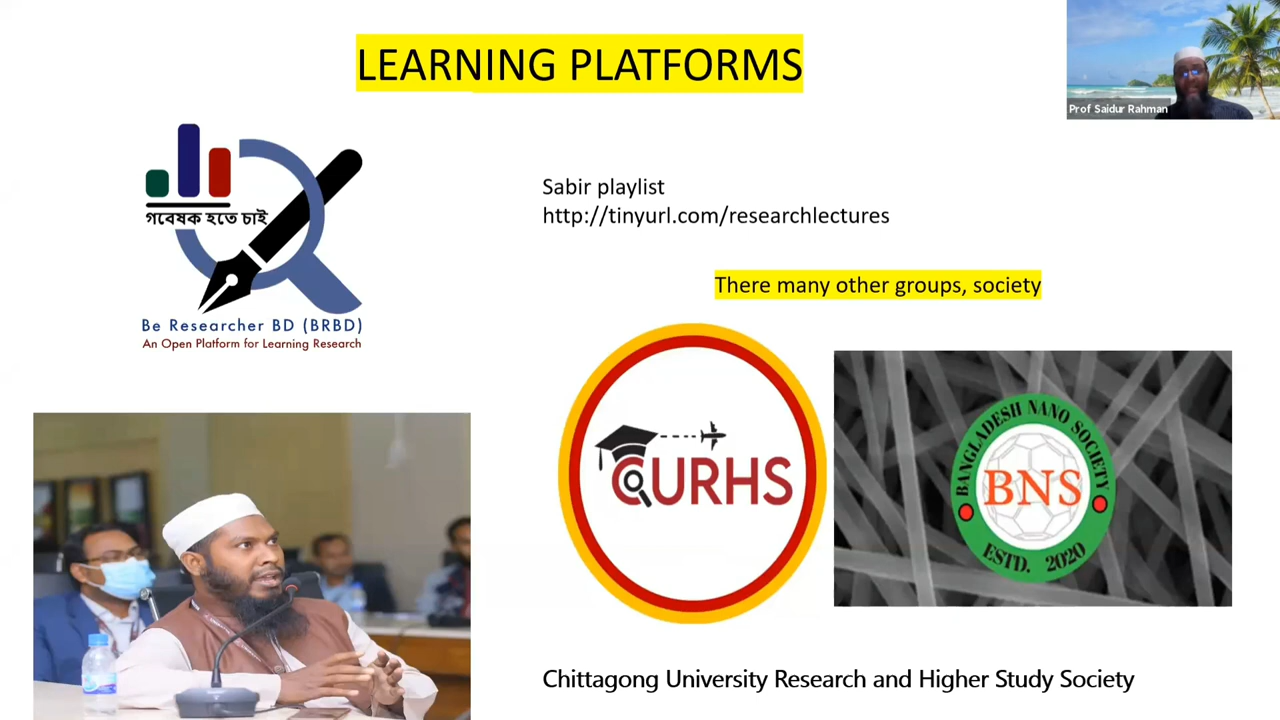 LEARNING PLATFORMS
Prof Saidur Rahman
গবেষক হতে চাই
Be Researcher BD (BRBD)
An Open Platform for Learning Research
Sabir playlist
http://tinyurl.com/researchlectures
There many other groups, society
CURHS
BANGLADESH NANO SOCIETY
BNS
ESTD. 2020
Chittagong University Research and Higher Study Society